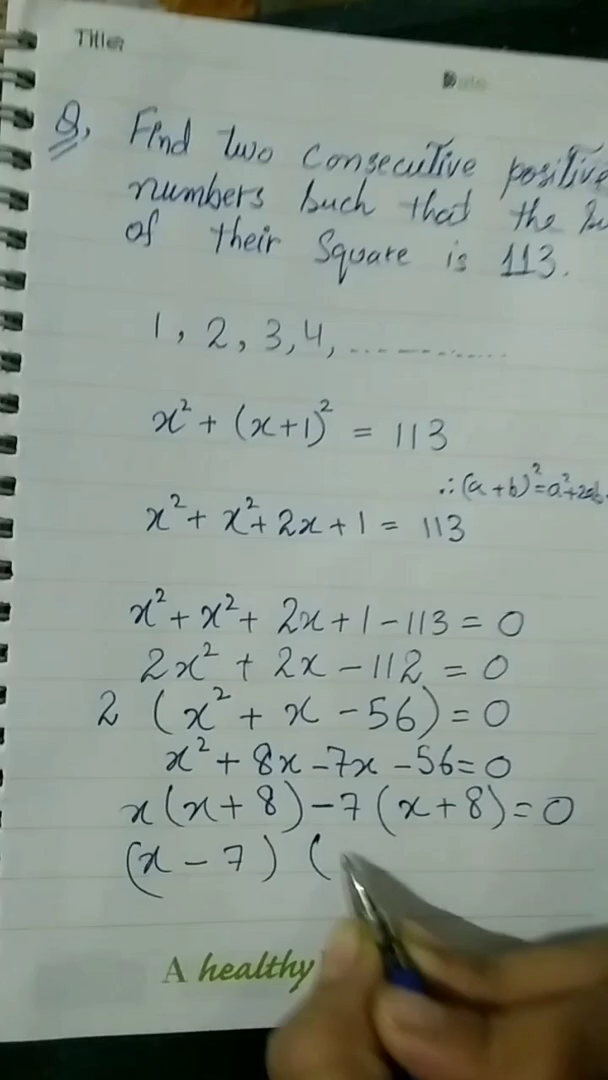 Title
Date
Q, Find two consecutive positive
numbers such that the
of their Square is 113.
1, 2, 3, 4, ............
x² + (x+1)² = 113
∴ (a+b)² = a²+2ab
x² + x² + 2x + 1 = 113
x² + x² + 2x + 1 - 113 = 0
2x² + 2x - 112 = 0
2 (x² + x - 56) = 0
x² + 8x - 7x - 56 = 0
x(x+8) - 7(x+8) = 0
(x - 7) (
A healthy